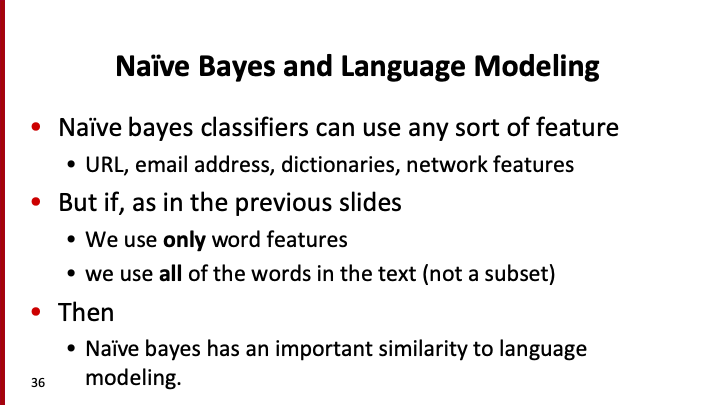 Naïve Bayes and Language Modeling
• Naïve bayes classifiers can use any sort of feature
• URL, email address, dictionaries, network features
• But if, as in the previous slides
• We use only word features
• we use all of the words in the text (not a subset)
• Then
• Naïve bayes has an important similarity to language
modeling.
36